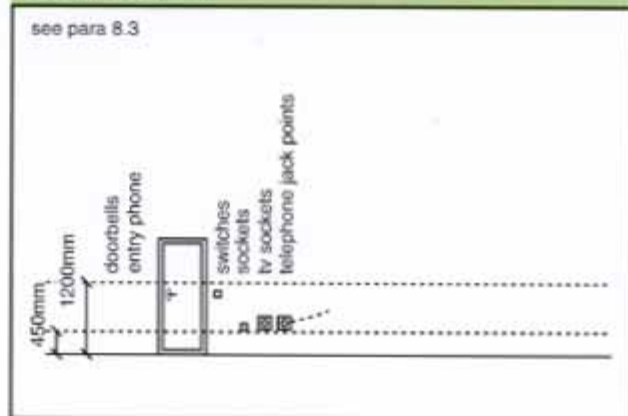 see para 8.3
450mm
1200mm
doorbells
entry phone
switches
sockets
tv sockets
telephone jack points